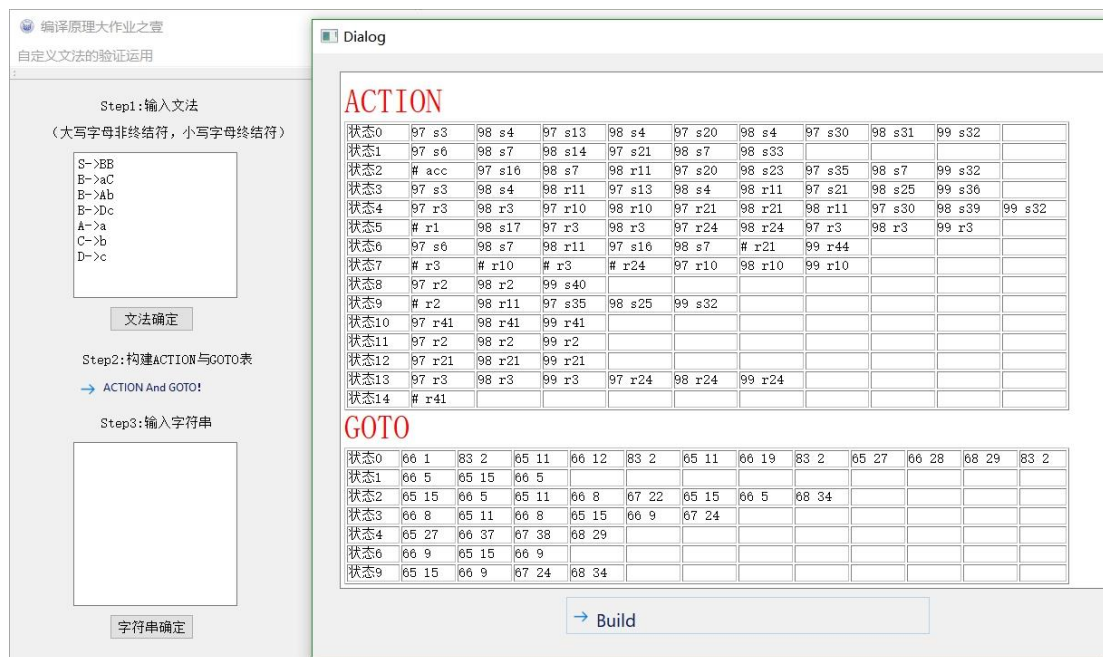 编译原理大作业之壹
自定义文法的验证运用
Step1:输入文法
(大写字母非终结符，小写字母终结符)
S->BB
B->aC
B->Ab
B->Dc
A->a
C->b
D->c
文法确定
Step2:构建ACTION与GOTO表
→ ACTION And GOTO!
Step3:输入字符串
字符串确定
Dialog
ACTION
状态0 97 s3 98 s4 97 s13 98 s4 97 s20 98 s4 97 s30 98 s31 99 s32
状态1 97 s6 98 s7 98 s14 97 s21 98 s7 98 s33
状态2 # acc 97 s16 98 s7 98 r11 97 s20 98 s23 97 s35 98 s7 99 s32
状态3 97 s3 98 s4 98 r11 97 s13 98 s4 98 r11 97 s21 98 s25 99 s36
状态4 97 r3 98 r3 97 r10 98 r10 97 r21 98 r21 98 r11 97 s30 98 s39 99 s32
状态5 # r1 98 s17 97 r3 98 r3 97 r24 98 r24 97 r3 98 r3 99 r3
状态6 97 s6 98 s7 98 r11 97 s16 98 s7 # r21 99 r44
状态7 # r3 # r10 # r3 # r24 97 r10 98 r10 99 r10
状态8 97 r2 98 r2 99 s40
状态9 # r2 98 r11 97 s35 98 s25 99 s32
状态10 97 r41 98 r41 99 r41
状态11 97 r2 98 r2 99 r2
状态12 97 r21 98 r21 99 r21
状态13 97 r3 98 r3 99 r3 97 r24 98 r24 99 r24
状态14 # r41
GOTO
状态0 66 1 83 2 65 11 66 12 83 2 65 11 66 19 83 2 65 27 66 28 68 29 83 2
状态1 66 5 65 15 66 5
状态2 65 15 66 5 65 11 66 8 67 22 65 15 66 5 68 34
状态3 66 8 65 11 66 8 65 15 66 9 67 24
状态4 65 27 66 37 67 38 68 29
状态6 66 9 65 15 66 9
状态9 65 15 66 9 67 24 68 34
→ Build